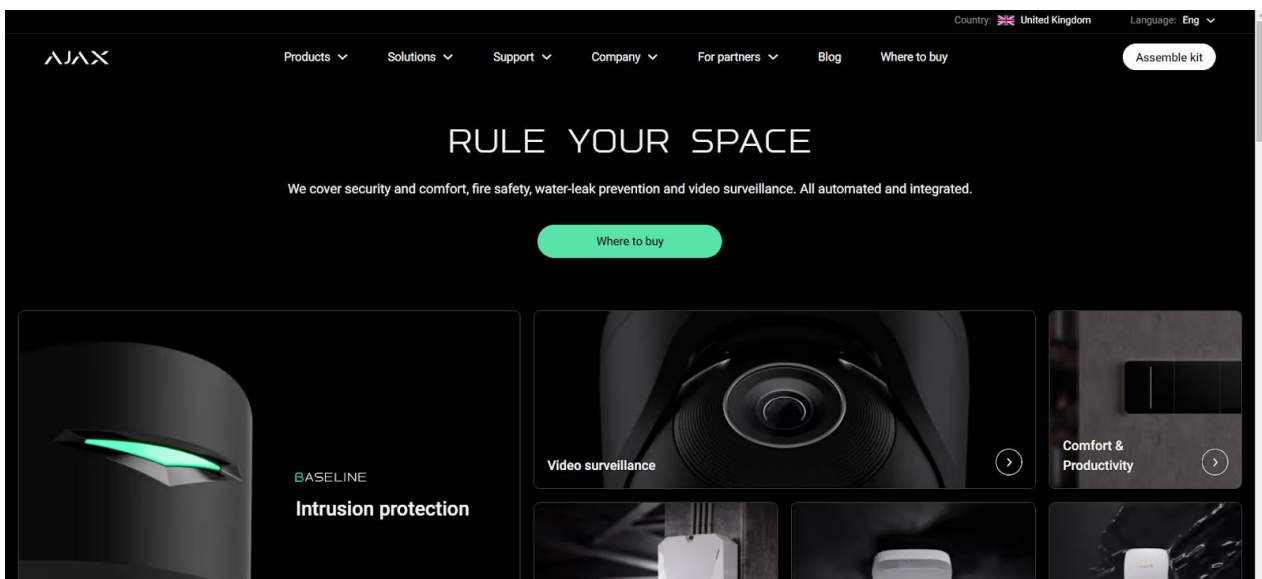 Country: United Kingdom Language: Eng
AJAX
Products Solutions Support Company For partners Blog Where to buy
Assemble kit
RULE YOUR SPACE
We cover security and comfort, fire safety, water-leak prevention and video surveillance. All automated and integrated.
Where to buy
BASELINE
Intrusion protection
Video surveillance
Comfort &
Productivity